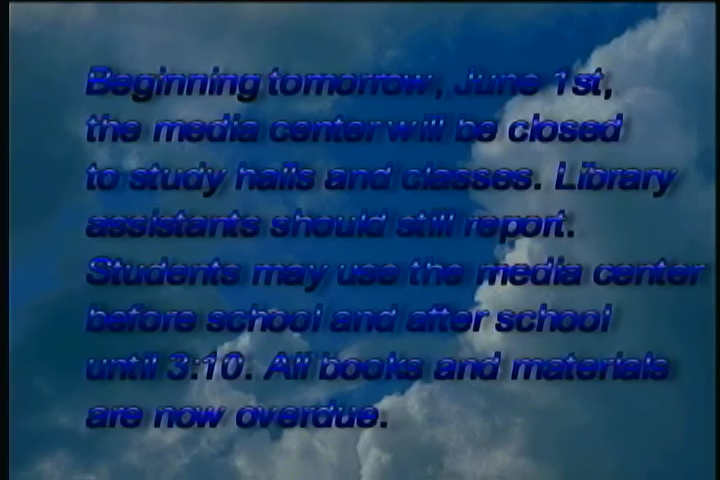 Beginning tomorrow, June 1st,
the media center will be closed
to study halls and classes. Library
assistants should still report.
Students may use the media center
before school and after school
until 3:10. All books and materials
are now overdue.